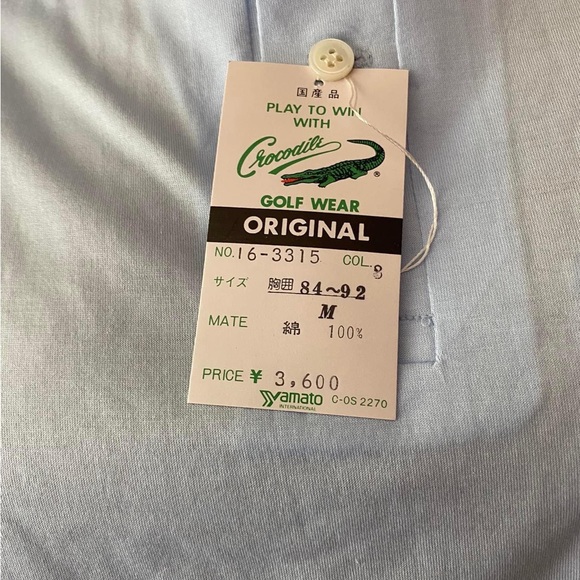 国産品
PLAY TO WIN
WITH
Crocodile
®
GOLF WEAR
ORIGINAL
NO. 16-3315 COL. 8
サイズ 胸囲 84~92
M
MATE 綿 100%
PRICE ¥ 3,600
Yamato
INTERNATIONAL
C-OS 2270